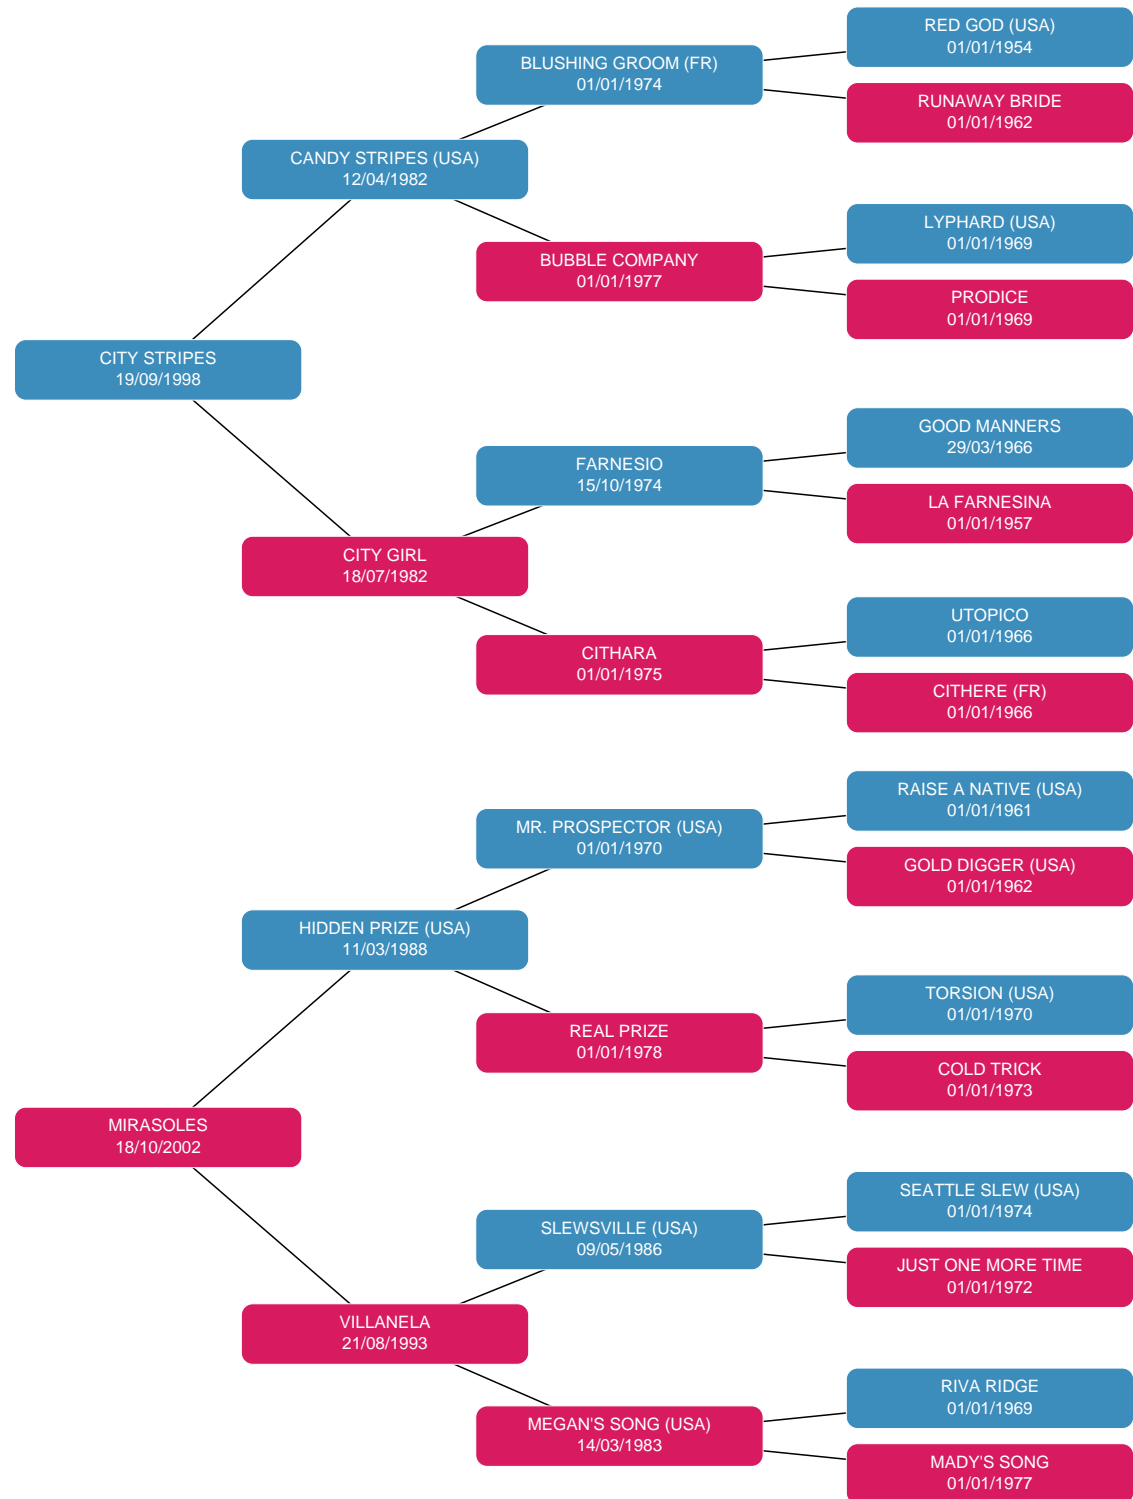 RED GOD (USA)
01/01/1954
BLUSHING GROOM (FR)
01/01/1974
RUNAWAY BRIDE
01/01/1962
CANDY STRIPES (USA)
12/04/1982
LYPHARD (USA)
01/01/1969
BUBBLE COMPANY
01/01/1977
PRODICE
01/01/1969
CITY STRIPES
19/09/1998
GOOD MANNERS
29/03/1966
FARNESIO
15/10/1974
LA FARNESINA
01/01/1957
CITY GIRL
18/07/1982
UTOPICO
01/01/1966
CITHARA
01/01/1975
CITHERE (FR)
01/01/1966
RAISE A NATIVE (USA)
01/01/1961
MR. PROSPECTOR (USA)
01/01/1970
GOLD DIGGER (USA)
01/01/1962
HIDDEN PRIZE (USA)
11/03/1988
TORSION (USA)
01/01/1970
REAL PRIZE
01/01/1978
COLD TRICK
01/01/1973
MIRASOLES
18/10/2002
SEATTLE SLEW (USA)
01/01/1974
SLEWSVILLE (USA)
09/05/1986
JUST ONE MORE TIME
01/01/1972
VILLANELA
21/08/1993
RIVA RIDGE
01/01/1969
MEGAN'S SONG (USA)
14/03/1983
MADY'S SONG
01/01/1977